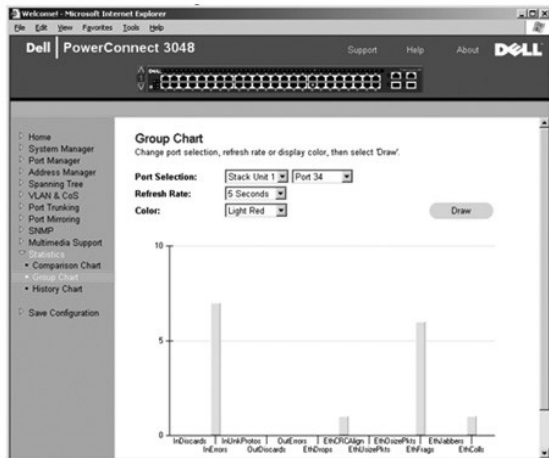 Welcome! - Microsoft Internet Explorer
File Edit View Favorites Tools Help
Dell | PowerConnect 3048
Support Help About DELL
Home
System Manager
Port Manager
Address Manager
Spanning Tree
VLAN & CoS
Port Trunking
Port Mirroring
SNMP
Multimedia Support
Statistics
Comparison Chart
Group Chart
History Chart
Save Configuration
Group Chart
Change port selection, refresh rate or display color, then select 'Draw'.
Port Selection: Stack Unit 1 Port 34
Refresh Rate: 5 Seconds
Color: Light Red
Draw
10
5
0
InDiscards InUnkProtos OutErrors EthCRCAlign EthOsizePkts EthJabbers
InErrors OutDiscards EthDrops EthUsizePkts EthFrags EthColls